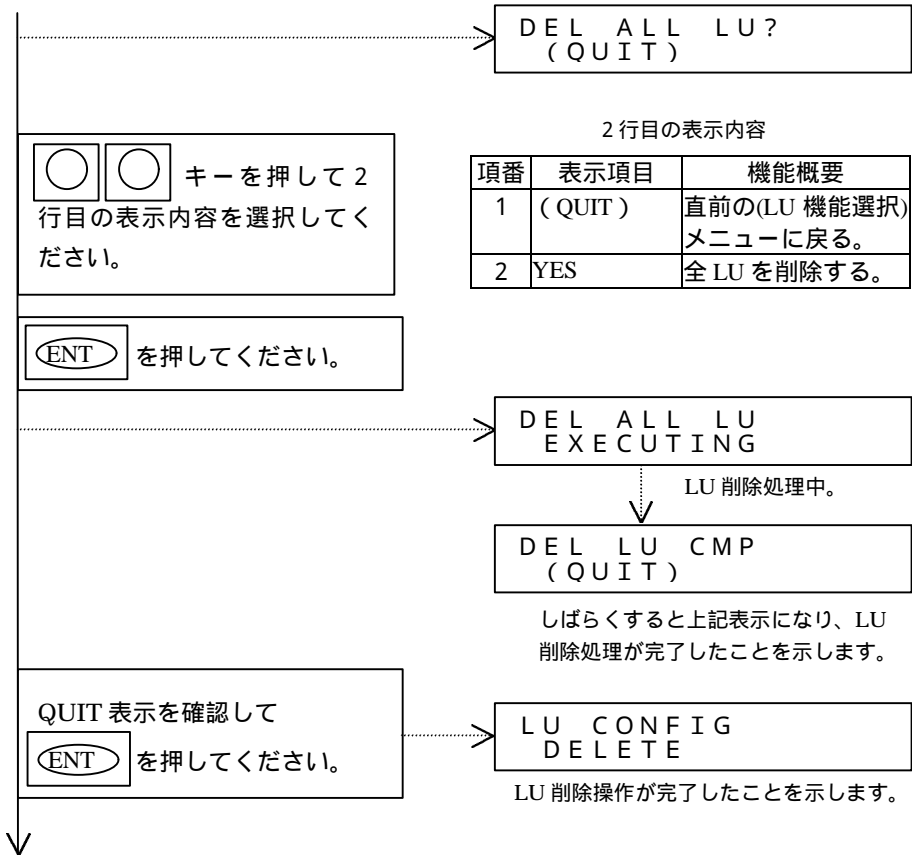 DEL ALL LU?
(QUIT)
2行目の表示内容
キーを押して2
行目の表示内容を選択してく
ださい。
項番 表示項目 機能概要
1 (QUIT) 直前の(LU 機能選択)
メニューに戻る。
2 YES 全LUを削除する。
ENT を押してください。
DEL ALL LU
EXECUTING
LU 削除処理中。
DEL LU CMP
(QUIT)
しばらくすると上記表示になり、LU
削除処理が完了したことを示します。
QUIT 表示を確認して
ENT を押してください。
LU CONFIG
DELETE
LU 削除操作が完了したことを示します。